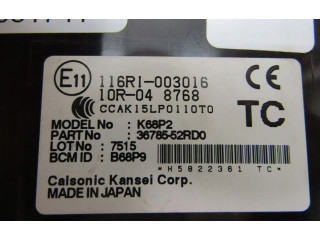 E11 116RI-003016
10R-04 8768
CCAK15LP0110T0
CE
TC
MODEL NO : K68P2
PART No : 36785-52RD0
LOT No : 7515
BCM ID : B68P9
*H5822361 TC*
Calsonic Kansei Corp.
MADE IN JAPAN